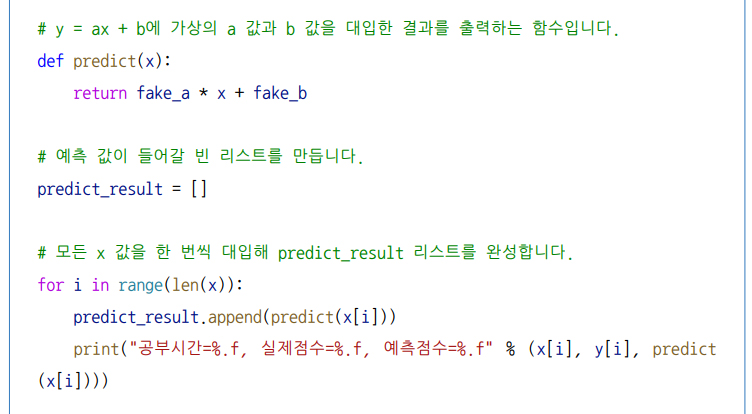 # y = ax + b에 가상의 a 값과 b 값을 대입한 결과를 출력하는 함수입니다.
def predict(x):
    return fake_a * x + fake_b
# 예측 값이 들어갈 빈 리스트를 만듭니다.
predict_result = []
# 모든 x 값을 한 번씩 대입해 predict_result 리스트를 완성합니다.
for i in range(len(x)):
    predict_result.append(predict(x[i]))
    print("공부시간=%.f, 실제점수=%.f, 예측점수=%.f" % (x[i], y[i], predict
(x[i])))